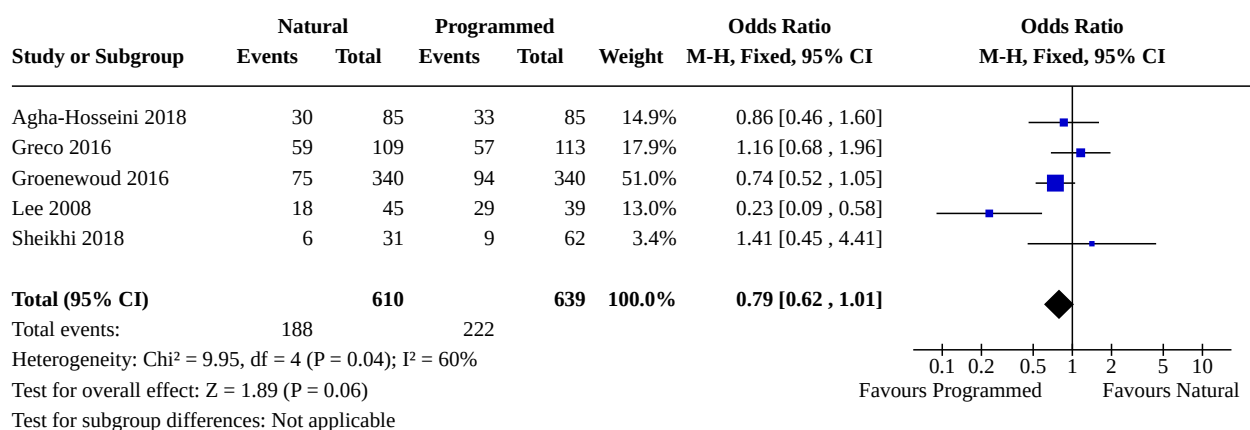 Natural Programmed Odds Ratio Odds Ratio
Study or Subgroup Events Total Events Total Weight M-H, Fixed, 95% CI M-H, Fixed, 95% CI
Agha-Hosseini 2018 30 85 33 85 14.9% 0.86 [0.46 , 1.60]
Greco 2016 59 109 57 113 17.9% 1.16 [0.68 , 1.96]
Groenewoud 2016 75 340 94 340 51.0% 0.74 [0.52 , 1.05]
Lee 2008 18 45 29 39 13.0% 0.23 [0.09 , 0.58]
Sheikhi 2018 6 31 9 62 3.4% 1.41 [0.45 , 4.41]
Total (95% CI) 610 639 100.0% 0.79 [0.62 , 1.01]
Total events: 188 222
Heterogeneity: Chi² = 9.95, df = 4 (P = 0.04); I² = 60%
0.1 0.2 0.5 1 2 5 10
Test for overall effect: Z = 1.89 (P = 0.06)
Favours Programmed Favours Natural
Test for subgroup differences: Not applicable